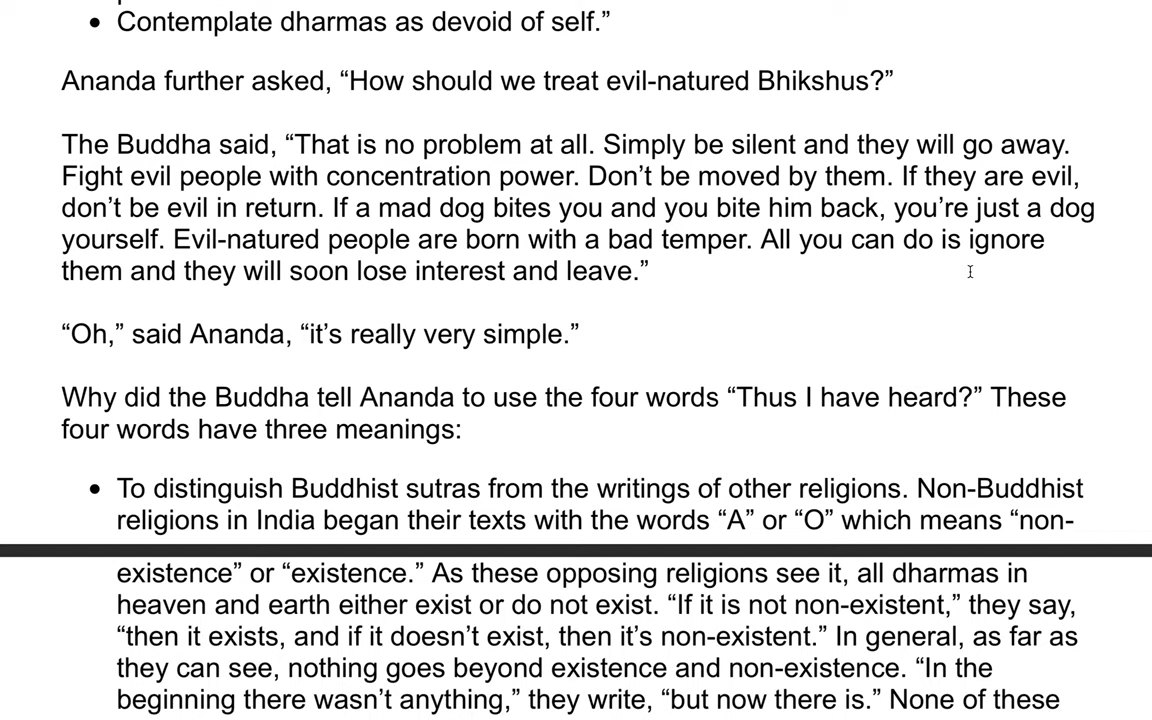 • Contemplate dharmas as devoid of self.”
Ananda further asked, “How should we treat evil-natured Bhikshus?”
The Buddha said, “That is no problem at all. Simply be silent and they will go away.
Fight evil people with concentration power. Don’t be moved by them. If they are evil,
don’t be evil in return. If a mad dog bites you and you bite him back, you’re just a dog
yourself. Evil-natured people are born with a bad temper. All you can do is ignore
them and they will soon lose interest and leave.”
“Oh,” said Ananda, “it’s really very simple.”
Why did the Buddha tell Ananda to use the four words “Thus I have heard?” These
four words have three meanings:
• To distinguish Buddhist sutras from the writings of other religions. Non-Buddhist
religions in India began their texts with the words “A” or “O” which means “non-
existence” or “existence.” As these opposing religions see it, all dharmas in
heaven and earth either exist or do not exist. “If it is not non-existent,” they say,
“then it exists, and if it doesn’t exist, then it’s non-existent.” In general, as far as
they can see, nothing goes beyond existence and non-existence. “In the
beginning there wasn’t anything,” they write, “but now there is.” None of these